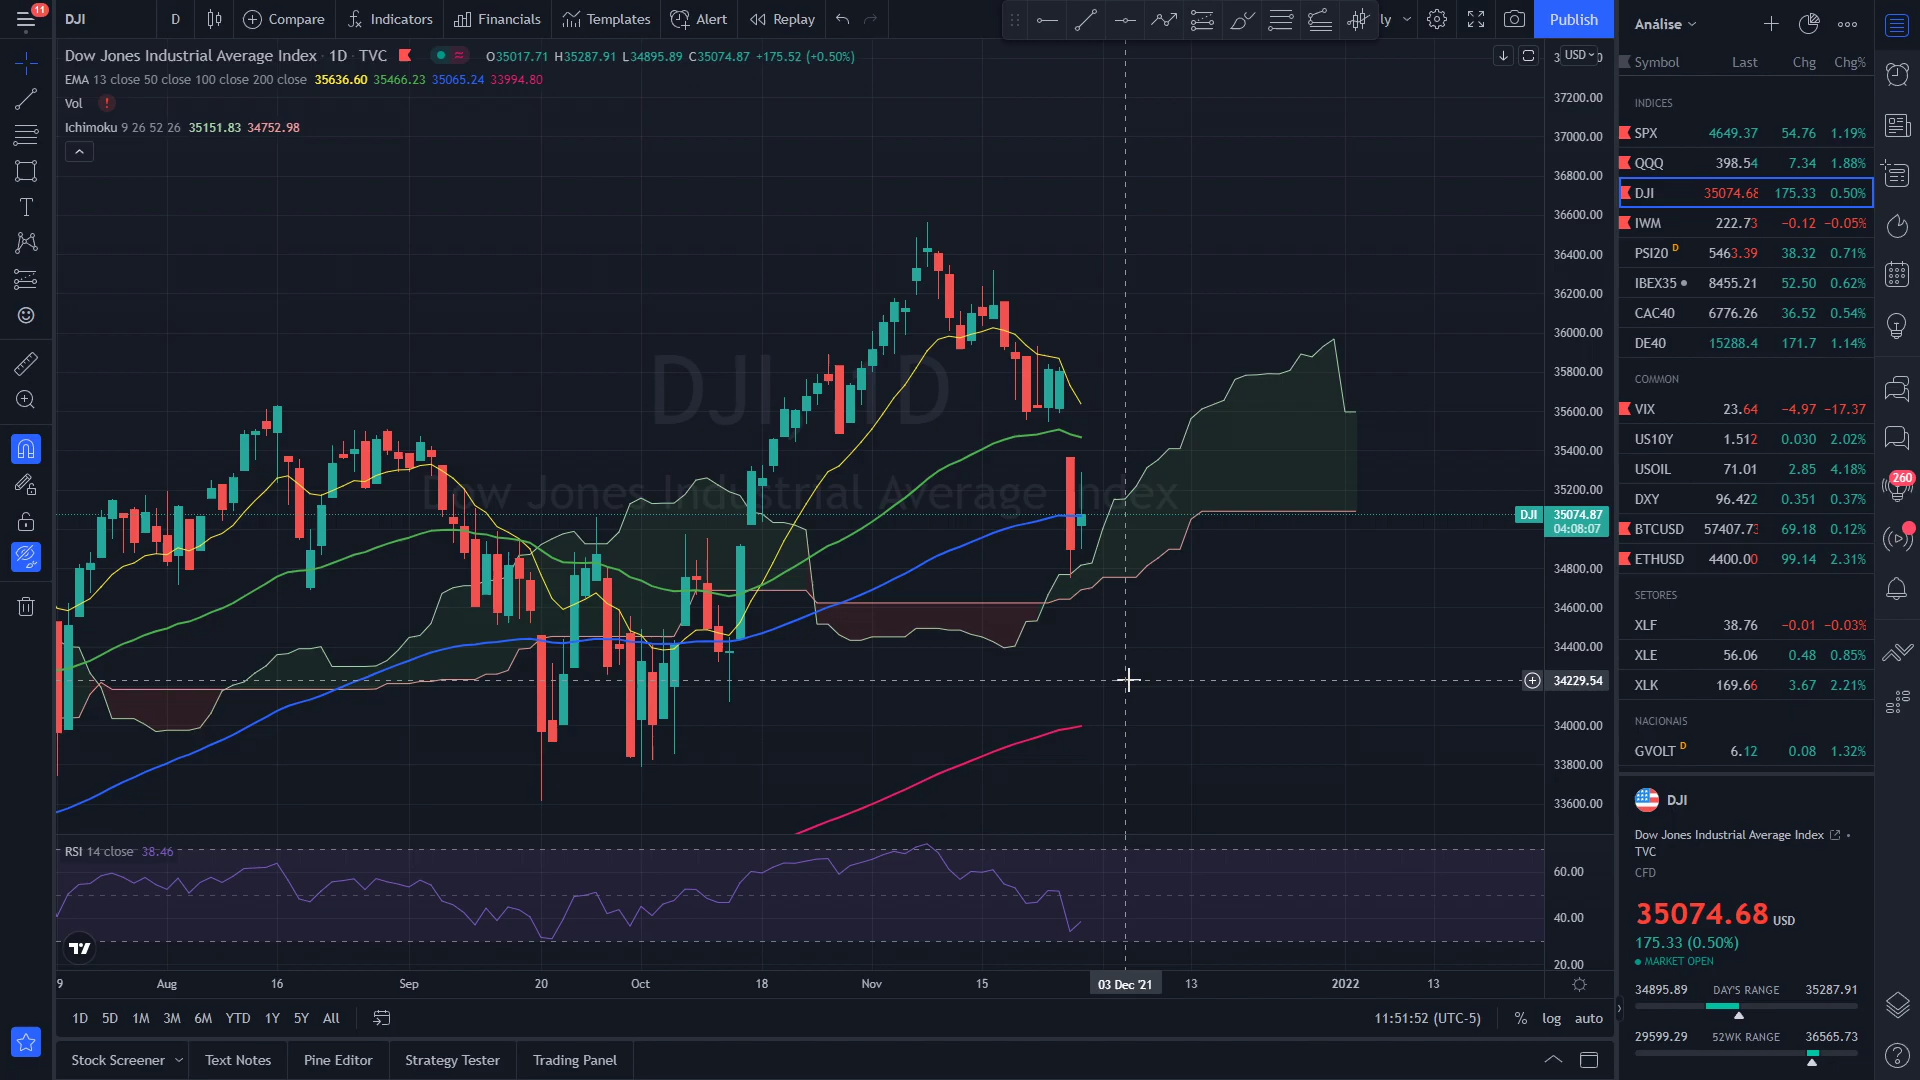 11
DJI
D
Compare
Indicators
Financials
Templates
Alert
Replay
ly
Publish
Dow Jones Industrial Average Index · 1D · TVC
O35017.71 H35287.91 L34895.89 C35074.87 +175.52 (+0.50%)
EMA 13 close 50 close 100 close 200 close 35636.60 35466.23 35065.24 33994.80
Vol !
Ichimoku 9 26 52 26 35151.83 34752.98
DJI 1D
Dow Jones Industrial Average Index
USD
37200.00
37000.00
36800.00
36600.00
36400.00
36200.00
36000.00
35800.00
35600.00
35400.00
35200.00
DJI 35074.87
04:08:07
34800.00
34600.00
34400.00
34229.54
34000.00
33800.00
33600.00
RSI 14 close 38.46
60.00
40.00
20.00
9 Aug 16 Sep 20 Oct 18 Nov 15 03 Dec '21 13 2022 13
1D 5D 1M 3M 6M YTD 1Y 5Y All
11:51:52 (UTC-5) % log auto
Stock Screener
Text Notes
Pine Editor
Strategy Tester
Trading Panel
Análise
Symbol Last Chg Chg%
INDICES
SPX 4649.37 54.76 1.19%
QQQ 398.54 7.34 1.88%
DJI 35074.68 175.33 0.50%
IWM 222.73 −0.12 −0.05%
PSI20 D 5463.39 38.32 0.71%
IBEX35 8455.21 52.50 0.62%
CAC40 6776.26 36.52 0.54%
DE40 15288.4 171.7 1.14%
COMMON
VIX 23.64 −4.97 −17.37
US10Y 1.512 0.030 2.02%
USOIL 71.01 2.85 4.18%
DXY 96.422 0.351 0.37%
BTCUSD 57407.73 69.18 0.12%
ETHUSD 4400.00 99.14 2.31%
SETORES
XLF 38.76 −0.01 −0.03%
XLE 56.06 0.48 0.85%
XLK 169.66 3.67 2.21%
NACIONAIS
GVOLT D 6.12 0.08 1.32%
DJI
Dow Jones Industrial Average Index
TVC
CFD
35074.68 USD
175.33 (0.50%)
MARKET OPEN
34895.89 DAY'S RANGE 35287.91
29599.29 52WK RANGE 36565.73
260